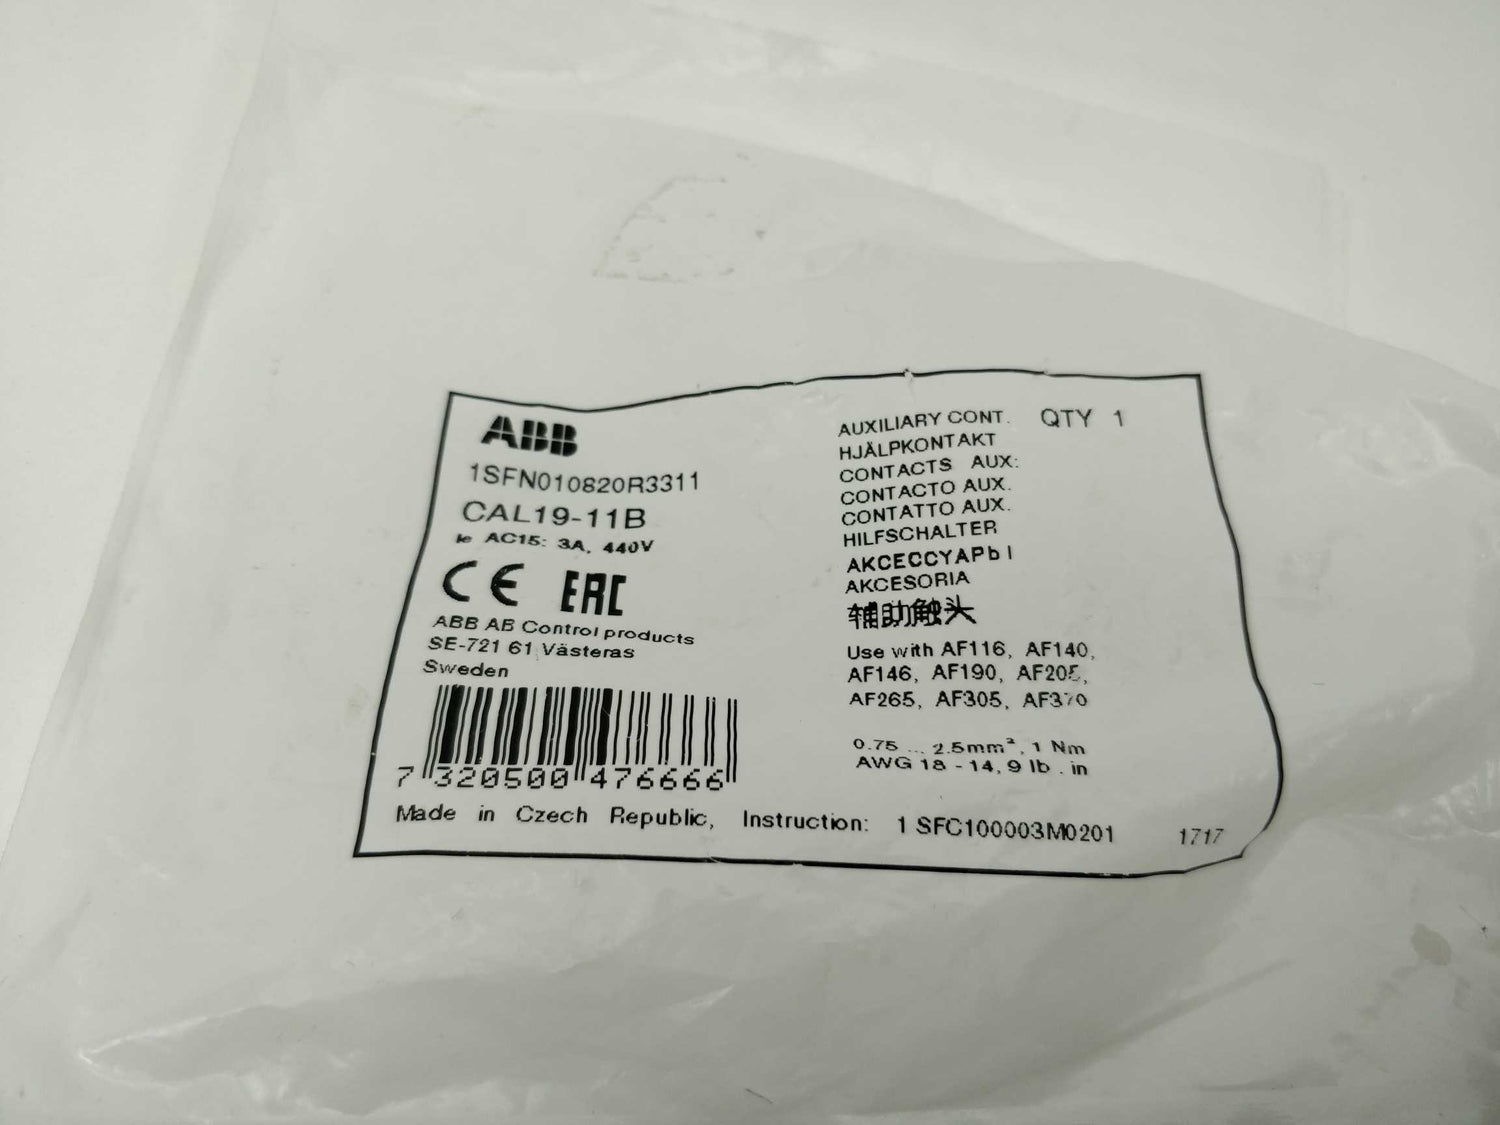 ABB
1SFN010820R3311
CAL19-11B
Ie AC15: 3A, 440V
CE EAC
ABB AB Control products
SE-721 61 Västeras
Sweden
7 320500 476666
AUXILIARY CONT. QTY 1
HJÄLPKONTAKT
CONTACTS AUX:
CONTACTO AUX.
CONTATTO AUX.
HILFSCHALTER
AKCECCYAPbI
AKCESORIA
辅助触头
Use with AF116, AF140,
AF146, AF190, AF205,
AF265, AF305, AF370
0.75 ... 2.5mm², 1 Nm
AWG 18 - 14, 9 lb . in
Made in Czech Republic, Instruction: 1 SFC100003M0201 1717